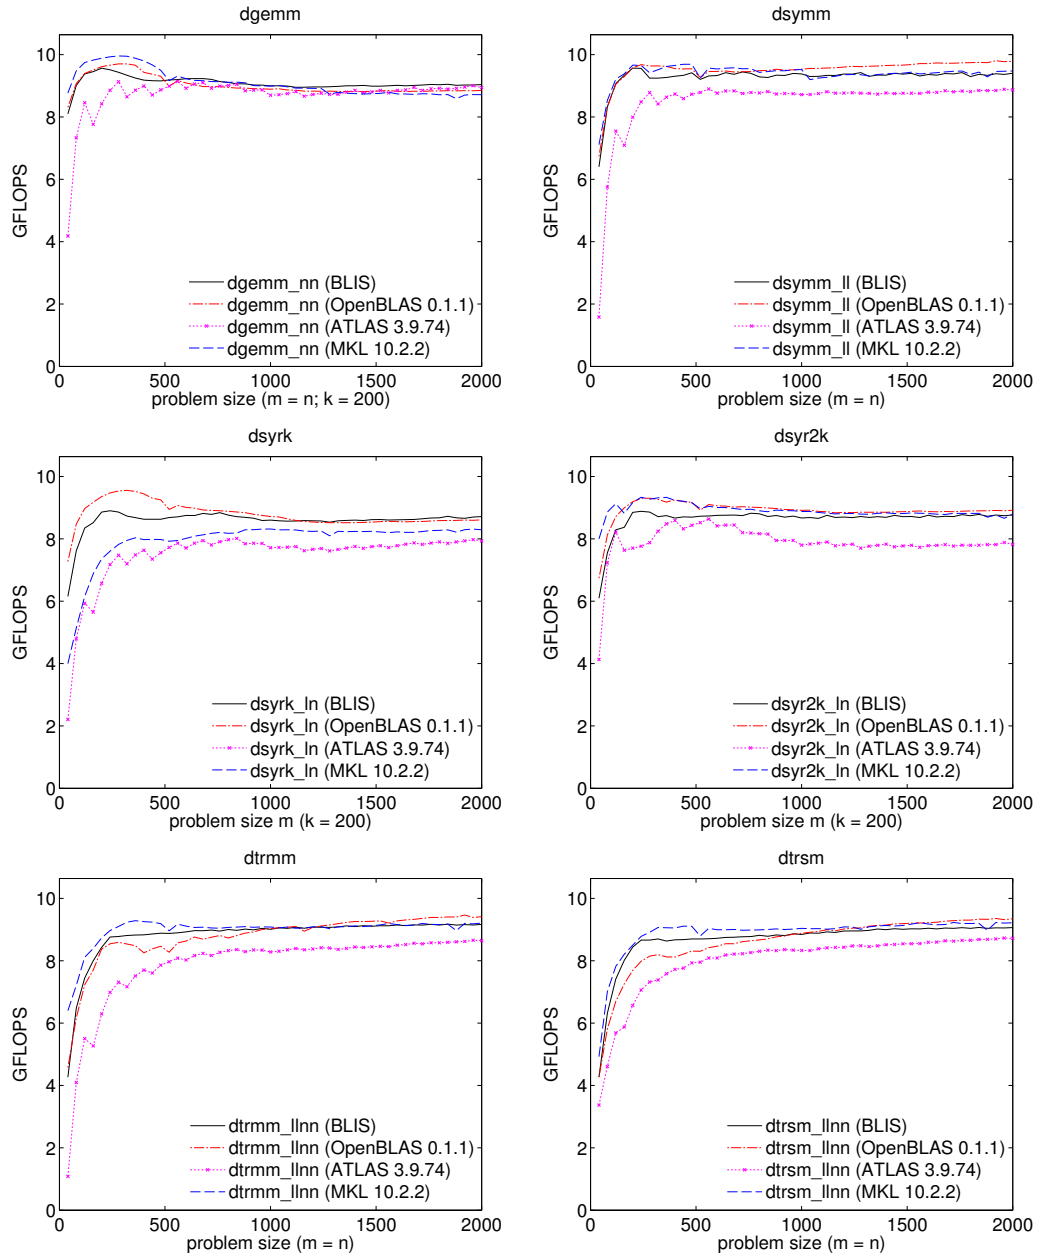 dgemm
10
8
6
4
2
0
GFLOPS
dgemm_nn (BLIS)
dgemm_nn (OpenBLAS 0.1.1)
dgemm_nn (ATLAS 3.9.74)
dgemm_nn (MKL 10.2.2)
0 500 1000 1500 2000
problem size (m = n; k = 200)
dsymm
10
8
6
4
2
0
GFLOPS
dsymm_ll (BLIS)
dsymm_ll (OpenBLAS 0.1.1)
dsymm_ll (ATLAS 3.9.74)
dsymm_ll (MKL 10.2.2)
0 500 1000 1500 2000
problem size (m = n)
dsyrk
10
8
6
4
2
0
GFLOPS
dsyrk_ln (BLIS)
dsyrk_ln (OpenBLAS 0.1.1)
dsyrk_ln (ATLAS 3.9.74)
dsyrk_ln (MKL 10.2.2)
0 500 1000 1500 2000
problem size m (k = 200)
dsyr2k
10
8
6
4
2
0
GFLOPS
dsyr2k_ln (BLIS)
dsyr2k_ln (OpenBLAS 0.1.1)
dsyr2k_ln (ATLAS 3.9.74)
dsyr2k_ln (MKL 10.2.2)
0 500 1000 1500 2000
problem size m (k = 200)
dtrmm
10
8
6
4
2
0
GFLOPS
dtrmm_llnn (BLIS)
dtrmm_llnn (OpenBLAS 0.1.1)
dtrmm_llnn (ATLAS 3.9.74)
dtrmm_llnn (MKL 10.2.2)
0 500 1000 1500 2000
problem size (m = n)
dtrsm
10
8
6
4
2
0
GFLOPS
dtrsm_llnn (BLIS)
dtrsm_llnn (OpenBLAS 0.1.1)
dtrsm_llnn (ATLAS 3.9.74)
dtrsm_llnn (MKL 10.2.2)
0 500 1000 1500 2000
problem size (m = n)